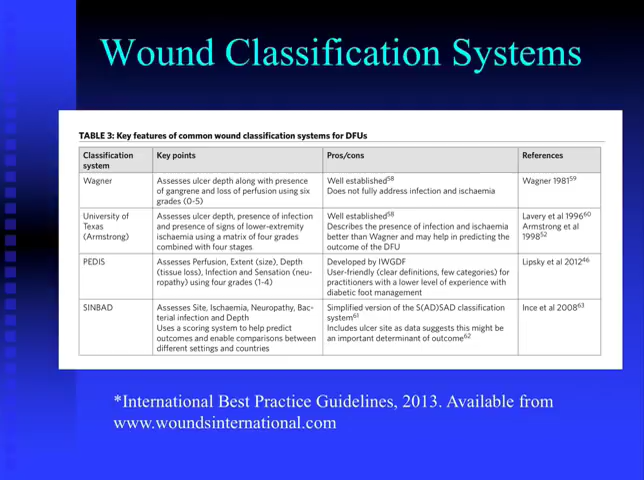 Wound Classification Systems
TABLE 3: Key features of common wound classification systems for DFUs
Classification system | Key points | Pros/cons | References
Wagner | Assesses ulcer depth along with presence of gangrene and loss of perfusion using six grades (0-5) | Well established58 Does not fully address infection and ischaemia | Wagner 198159
University of Texas (Armstrong) | Assesses ulcer depth, presence of infection and presence of signs of lower-extremity ischaemia using a matrix of four grades combined with four stages | Well established58 Describes the presence of infection and ischaemia better than Wagner and may help in predicting the outcome of the DFU | Lavery et al 199660 Armstrong et al 199852
PEDIS | Assesses Perfusion, Extent (size), Depth (tissue loss), Infection and Sensation (neuropathy) using four grades (1-4) | Developed by IWGDF User-friendly (clear definitions, few categories) for practitioners with a lower level of experience with diabetic foot management | Lipsky et al 201246
SINBAD | Assesses Site, Ischaemia, Neuropathy, Bacterial infection and Depth Uses a scoring system to help predict outcomes and enable comparisons between different settings and countries | Simplified version of the S(AD)SAD classification system61 Includes ulcer site as data suggests this might be an important determinant of outcome62 | Ince et al 200863
*International Best Practice Guidelines, 2013. Available from
www.woundsinternational.com